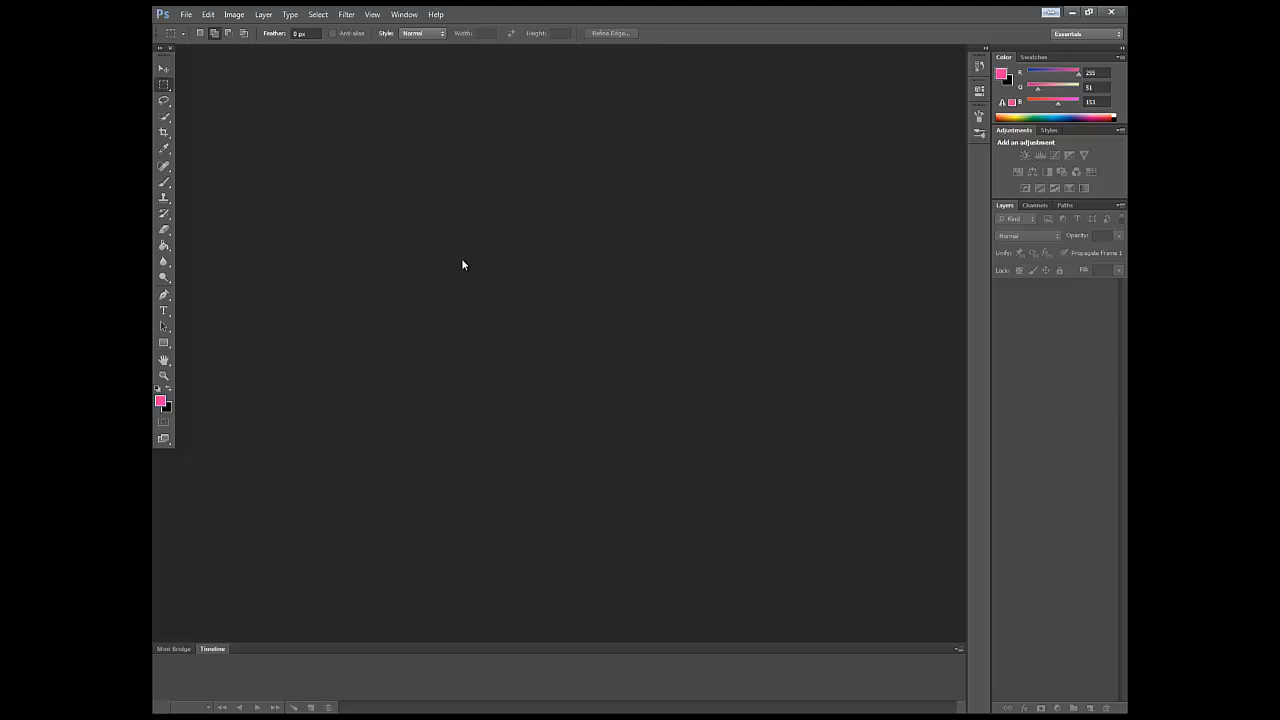 Ps File Edit Image Layer Type Select Filter View Window Help
Feather: 0 px Anti-alias Style: Normal Width: Height: Refine Edge... Essentials
Color Swatches
R 255
G 51
B 153
Adjustments Styles
Add an adjustment
Layers Channels Paths
Kind
Normal Opacity:
Unify: Propagate Frame 1
Lock: Fill:
Mini Bridge Timeline